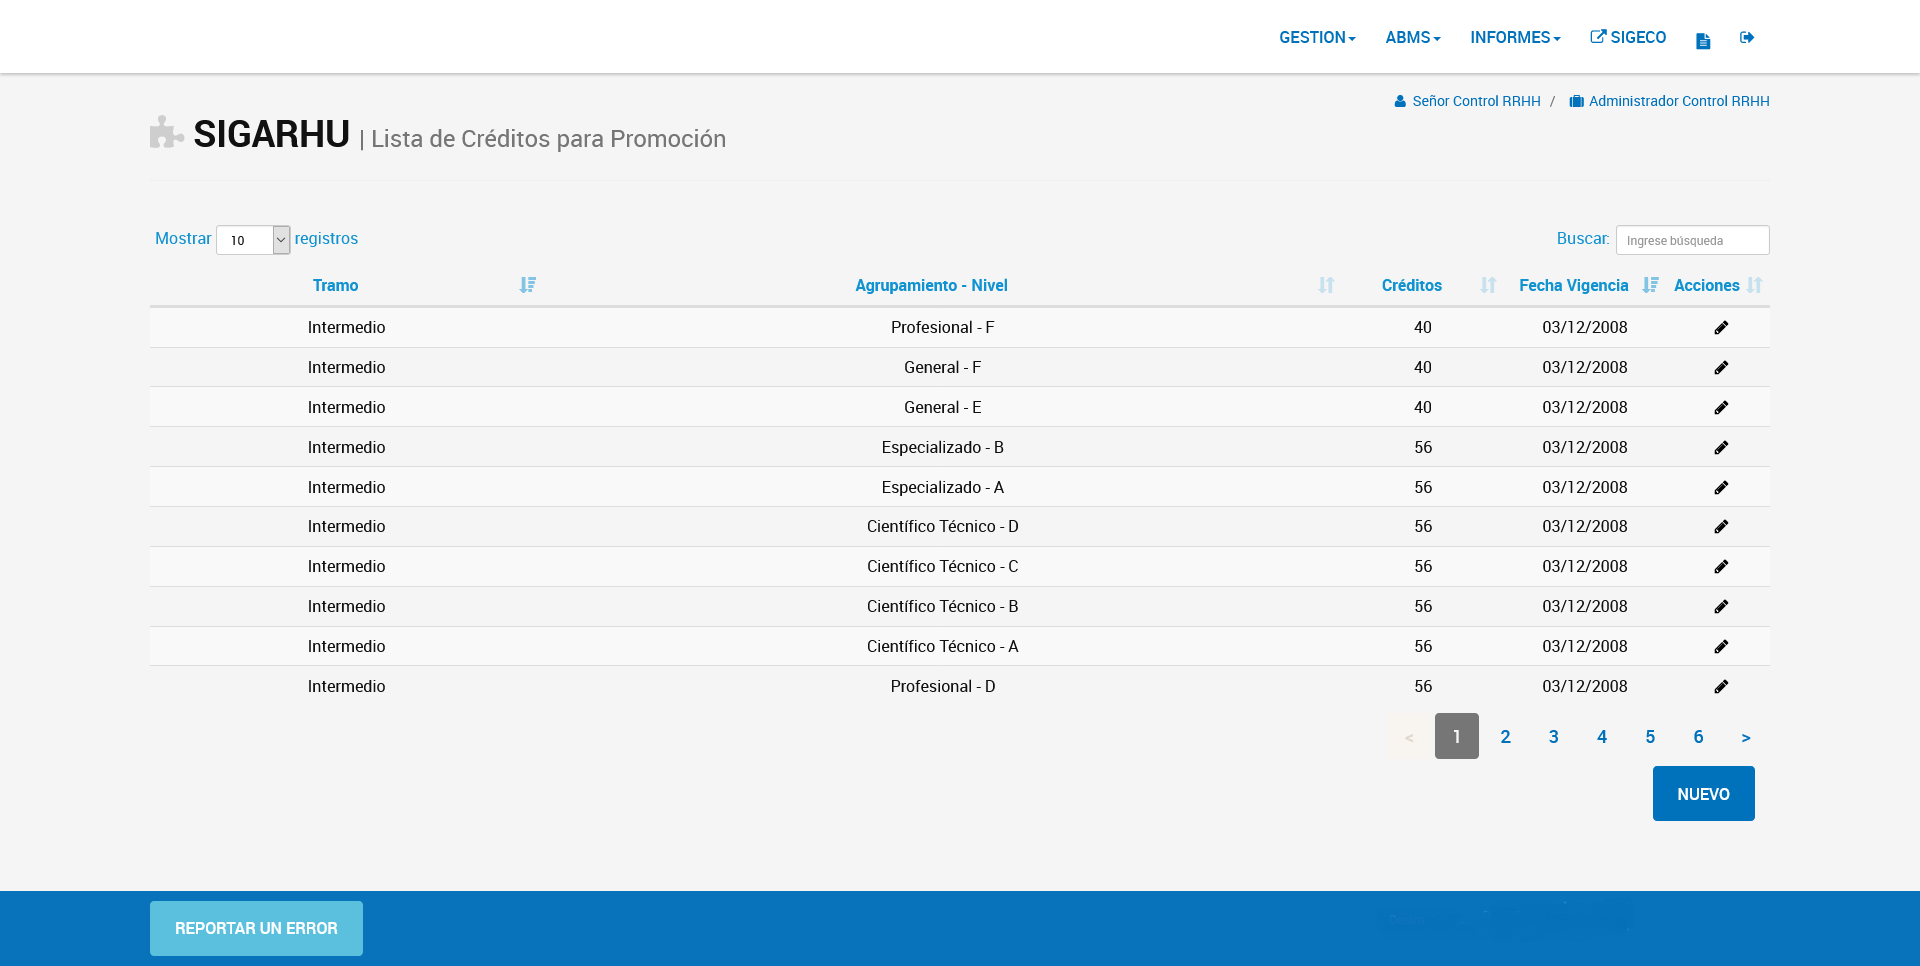 GESTION ABMS INFORMES SIGECO
Señor Control RRHH / Administrador Control RRHH
SIGARHU | Lista de Créditos para Promoción
Mostrar 10 registros Buscar: Ingrese búsqueda
Tramo Agrupamiento - Nivel Créditos Fecha Vigencia Acciones
Intermedio Profesional - F 40 03/12/2008
Intermedio General - F 40 03/12/2008
Intermedio General - E 40 03/12/2008
Intermedio Especializado - B 56 03/12/2008
Intermedio Especializado - A 56 03/12/2008
Intermedio Científico Técnico - D 56 03/12/2008
Intermedio Científico Técnico - C 56 03/12/2008
Intermedio Científico Técnico - B 56 03/12/2008
Intermedio Científico Técnico - A 56 03/12/2008
Intermedio Profesional - D 56 03/12/2008
< 1 2 3 4 5 6 >
NUEVO
REPORTAR UN ERROR